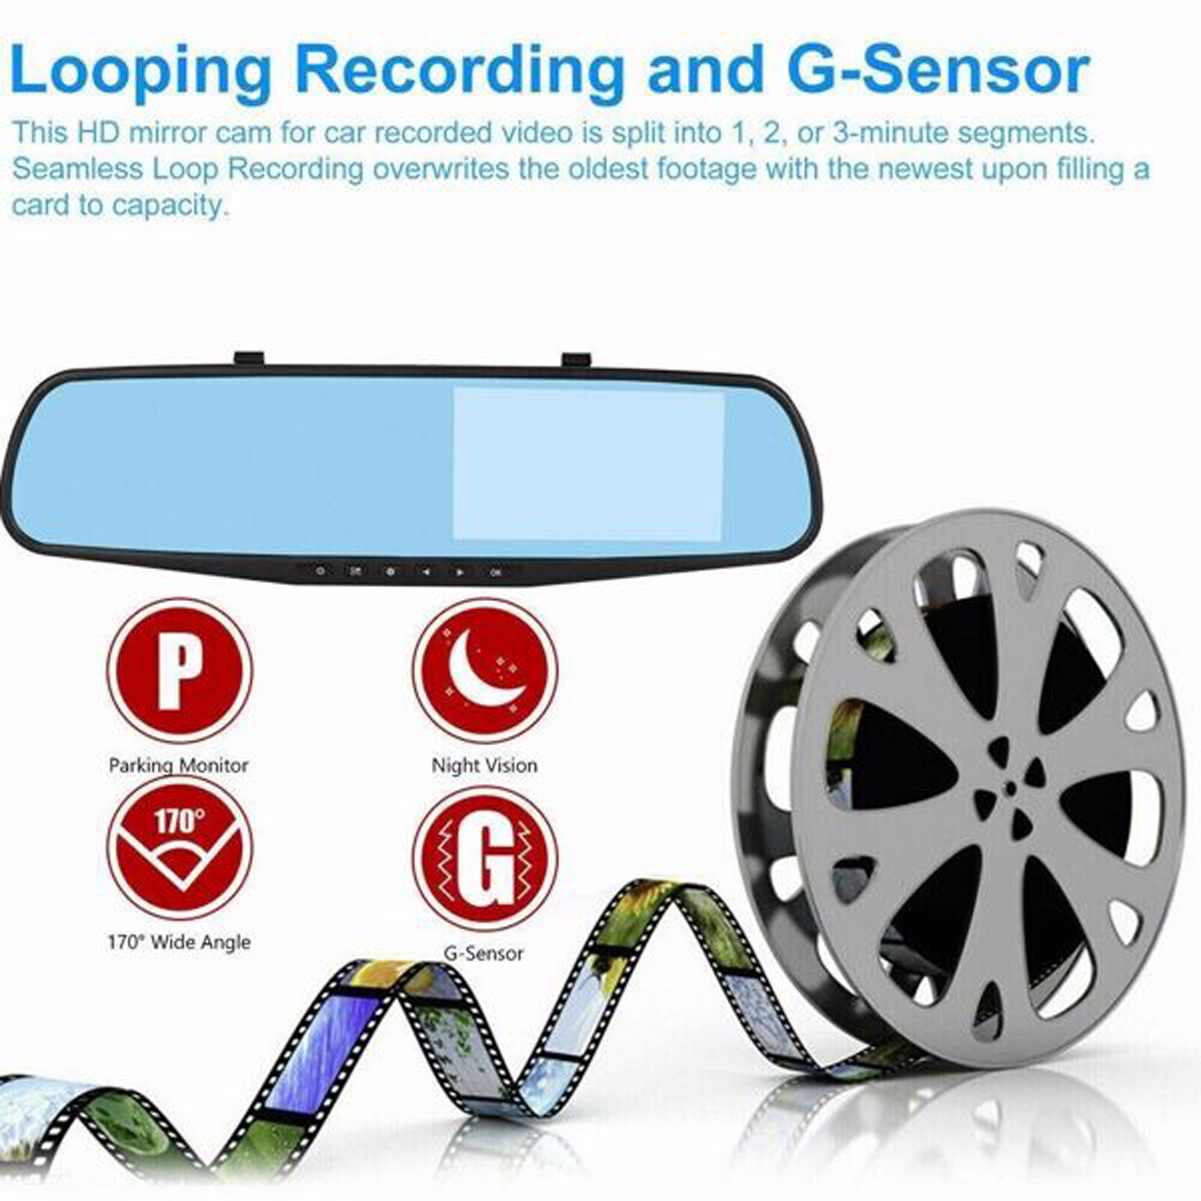 Looping Recording and G-Sensor
This HD mirror cam for car recorded video is split into 1, 2, or 3-minute segments.
Seamless Loop Recording overwrites the oldest footage with the newest upon filling a
card to capacity.
OK
P
Parking Monitor
Night Vision
170°
170° Wide Angle
G
G-Sensor